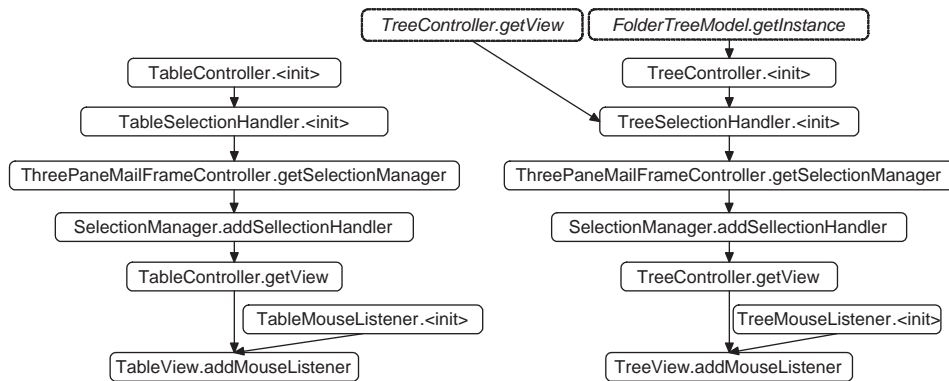 TreeController.getView
FolderTreeModel.getInstance
TableController.<init>
TreeController.<init>
TableSelectionHandler.<init>
TreeSelectionHandler.<init>
ThreePaneMailFrameController.getSelectionManager
ThreePaneMailFrameController.getSelectionManager
SelectionManager.addSellectionHandler
SelectionManager.addSellectionHandler
TableController.getView
TreeController.getView
TableMouseListener.<init>
TreeMouseListener.<init>
TableView.addMouseListener
TreeView.addMouseListener